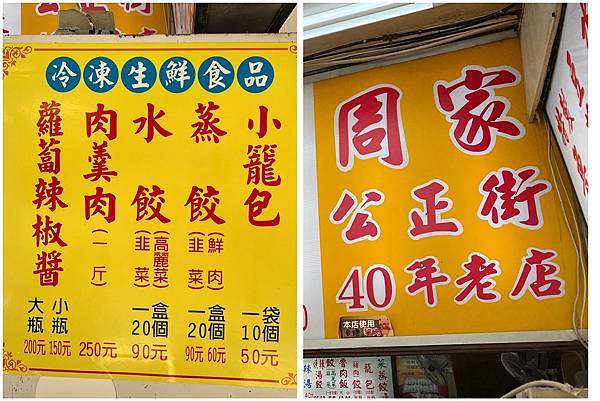 冷凍生鮮食品
小籠包
一袋
10個
50元
蒸餃
(鮮肉)
(韭菜)
一盒
20個
90元 60元
水餃
(高麗菜)
(韭菜)
一盒
20個
90元
肉羹肉
(一斤)
250元
蘿蔔辣椒醬
小瓶
大瓶
200元 150元
周家
公正街
40年老店
本店使用